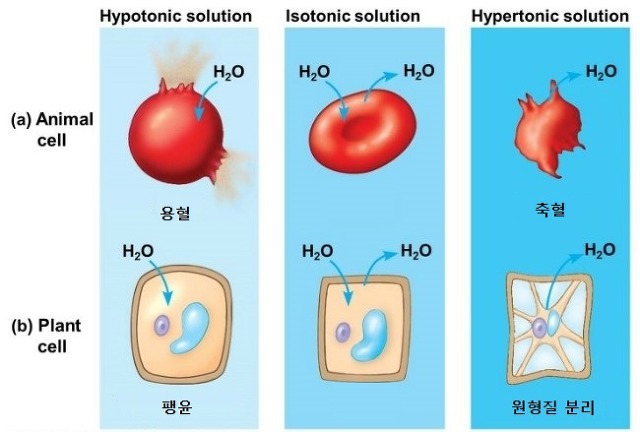 Hypotonic solution
Isotonic solution
Hypertonic solution
(a) Animal
cell
H₂O
H₂O
H₂O
H₂O
용혈
축혈
(b) Plant
cell
H₂O
H₂O
H₂O
H₂O
팽윤
원형질 분리